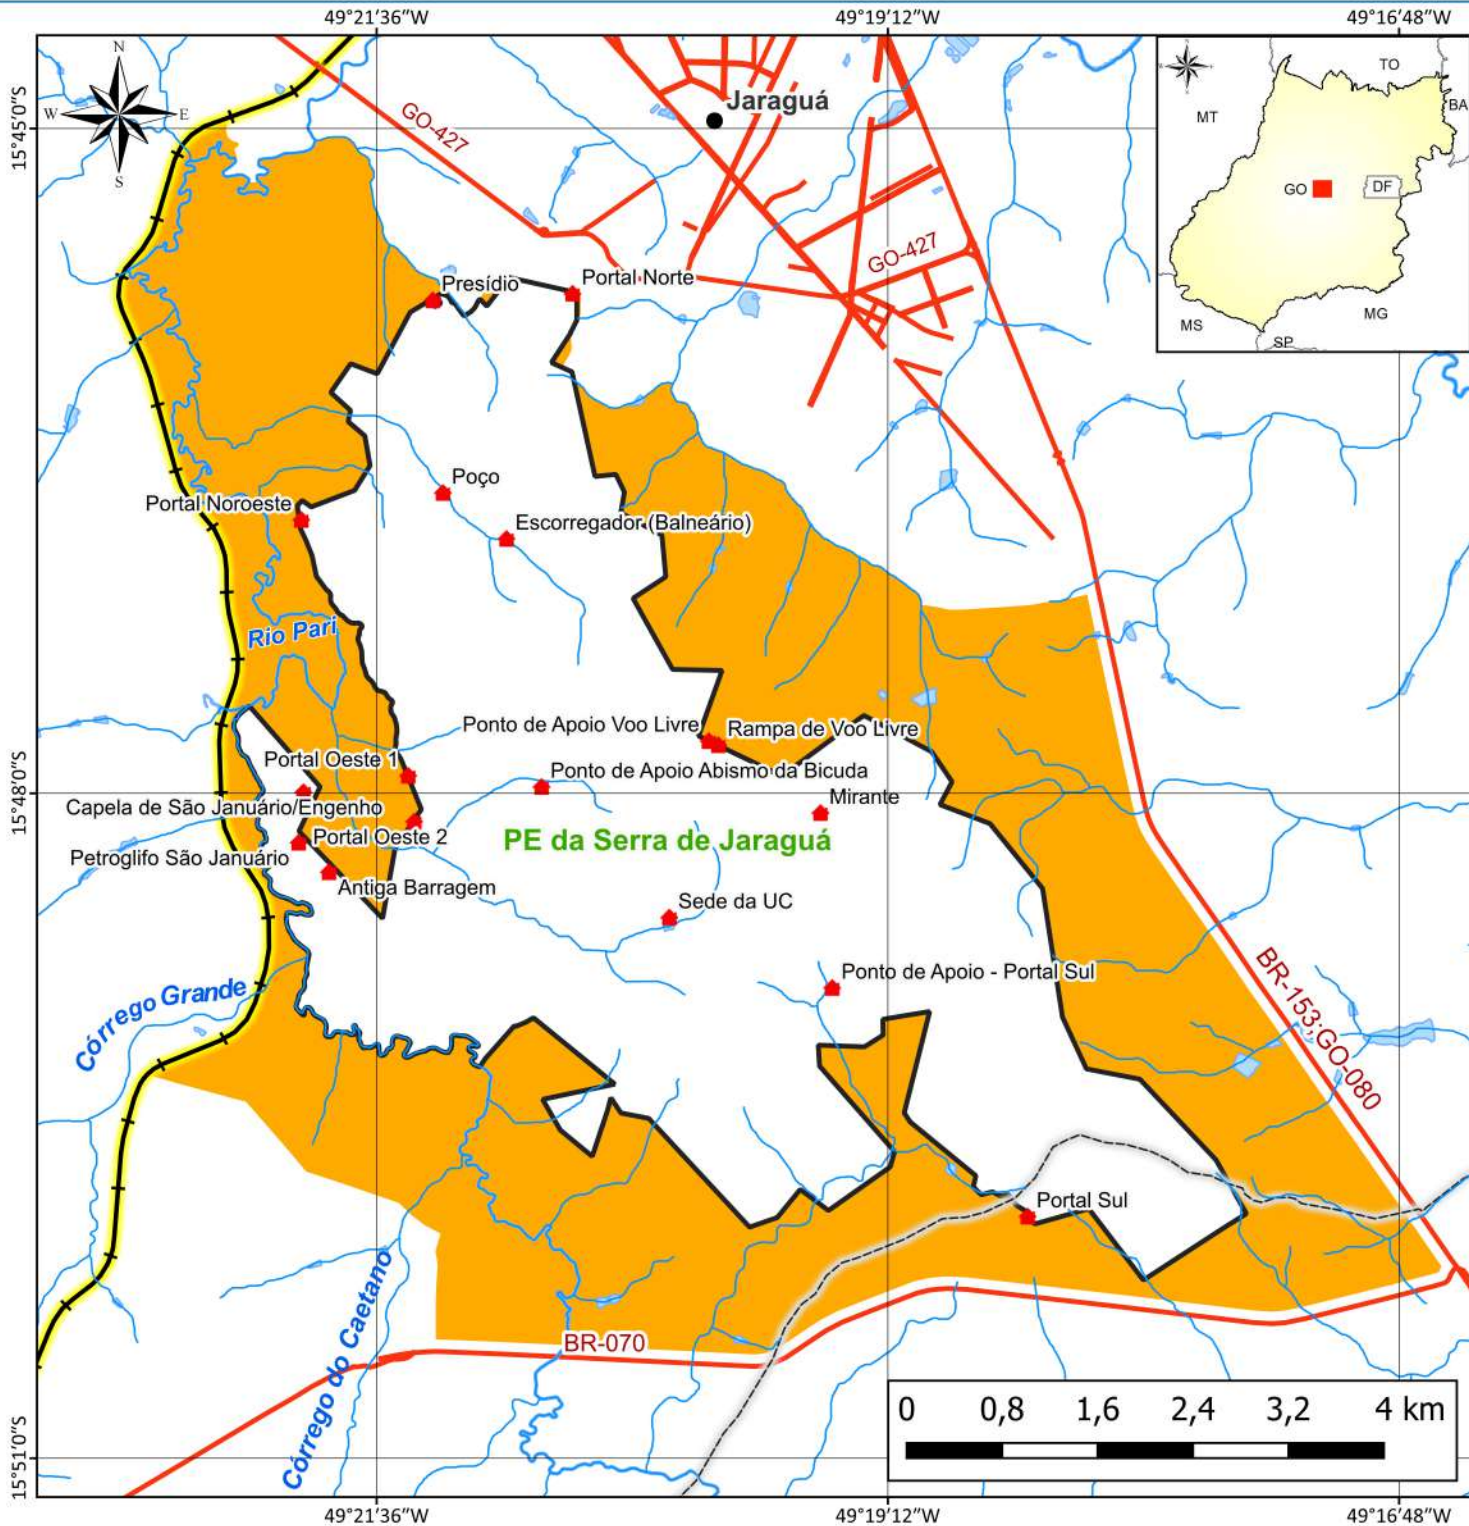 49°21'36"W
49°19'12"W
49°16'48"W
N
W
E
S
15°45'0"S
GO-427
Jaraguá
TO
BA
MT
GO
DF
MS
MG
SP
GO-427
Presídio
Portal Norte
Poço
Portal Noroeste
Escorregador (Balneário)
Rio Pari
Ponto de Apoio Voo Livre
Rampa de Voo Livre
Portal Oeste 1
Ponto de Apoio Abismo da Bicuda
15°48'0"S
Capela de São Januário/Engenho
Mirante
Portal Oeste 2
PE da Serra de Jaraguá
Petroglifo São Januário
Antiga Barragem
Sede da UC
Ponto de Apoio - Portal Sul
Córrego Grande
BR-153;GO-080
Portal Sul
Córrego do Caetano
BR-070
0 0,8 1,6 2,4 3,2 4 km
15°51'0"S
49°21'36"W
49°19'12"W
49°16'48"W